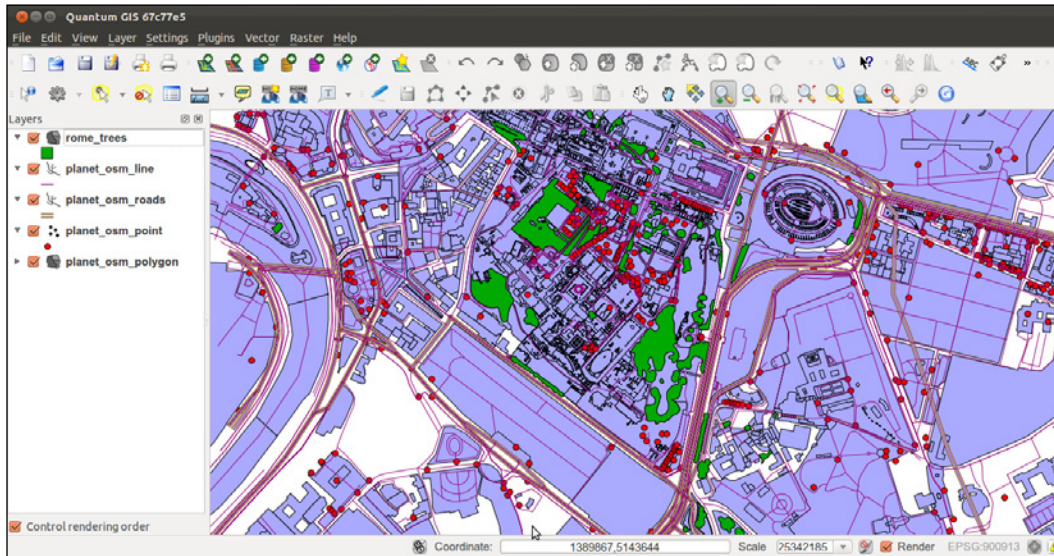 Quantum GIS 67c77e5
File Edit View Layer Settings Plugins Vector Raster Help
Layers
rome_trees
planet_osm_line
planet_osm_roads
planet_osm_point
planet_osm_polygon
Control rendering order
Coordinate: 1389867,5143644 Scale 25342185 Render EPSG:900913